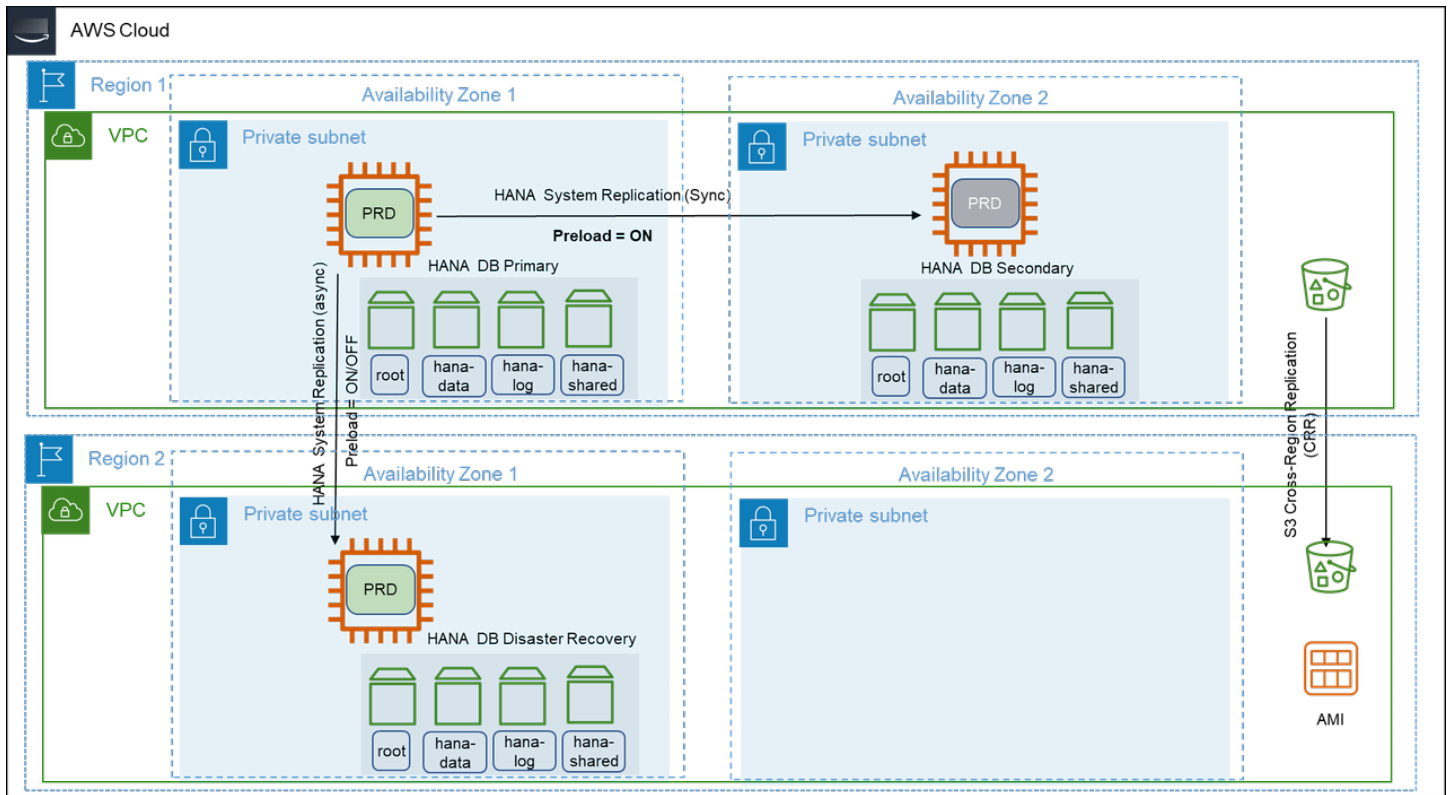 AWS Cloud
Region 1
Availability Zone 1
Availability Zone 2
VPC
Private subnet
Private subnet
PRD
HANA System Replication (Sync)
Preload = ON
PRD
HANA DB Primary
HANA DB Secondary
root
hana-
data
hana-
log
hana-
shared
root
hana-
data
hana-
log
hana-
shared
HANA System Replication (async)
Preload = ON/OFF
S3 Cross-Region Replication
(CRR)
Region 2
Availability Zone 1
Availability Zone 2
VPC
Private subnet
Private subnet
PRD
HANA DB Disaster Recovery
root
hana-
data
hana-
log
hana-
shared
AMI